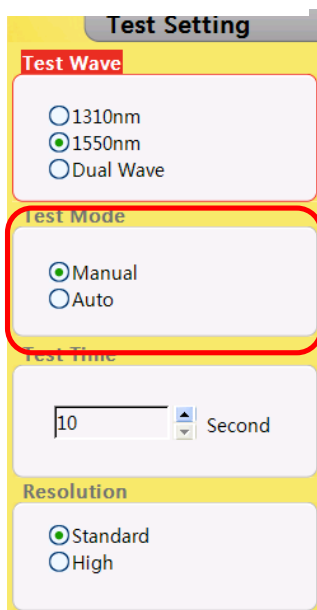 Test Setting
Test Wave
1310nm
1550nm
Dual Wave
Test Mode
Manual
Auto
Test Time
10 Second
Resolution
Standard
High